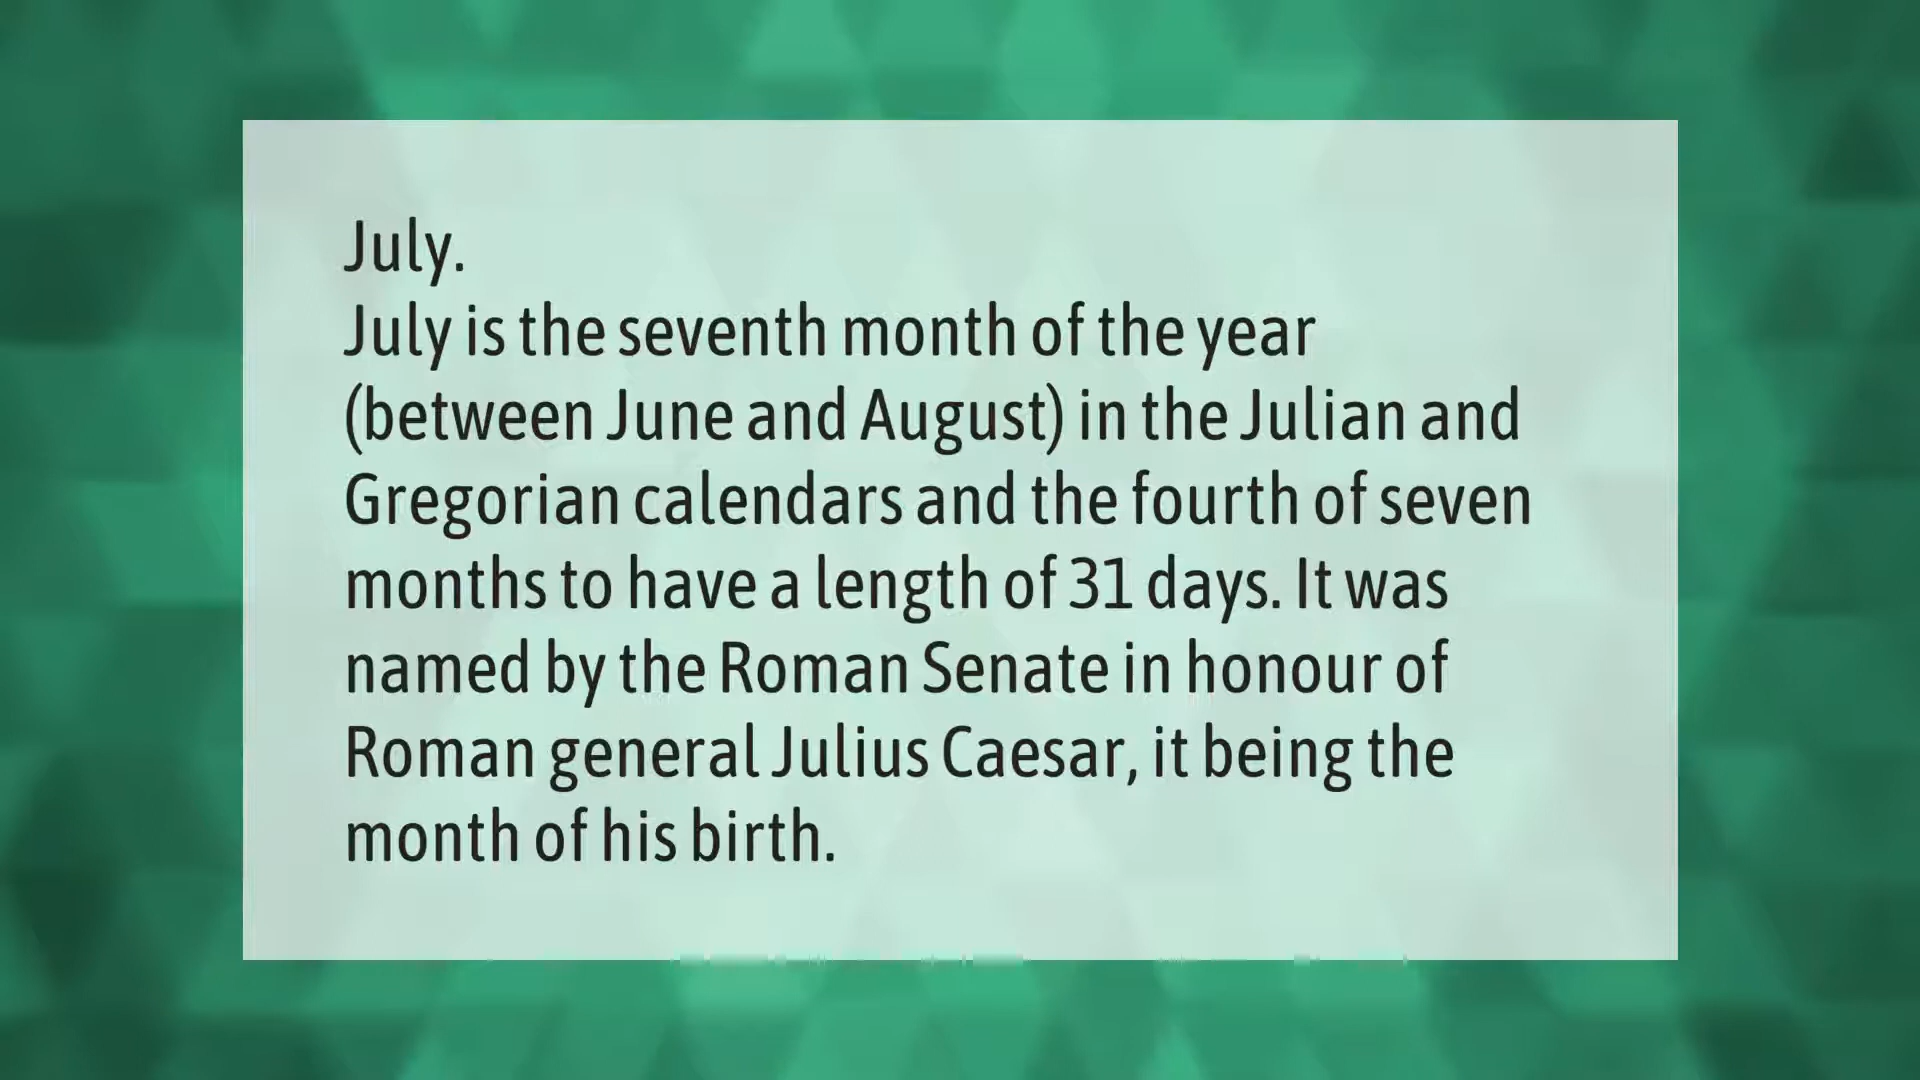 July.
July is the seventh month of the year
(between June and August) in the Julian and
Gregorian calendars and the fourth of seven
months to have a length of 31 days. It was
named by the Roman Senate in honour of
Roman general Julius Caesar, it being the
month of his birth.